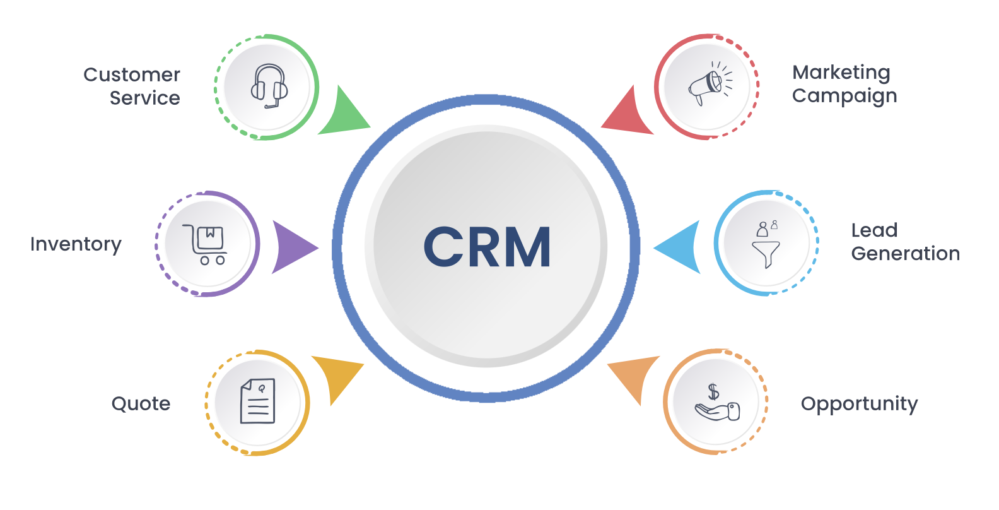 Customer
Service
Marketing
Campaign
Inventory
CRM
Lead
Generation
Quote
$
Opportunity